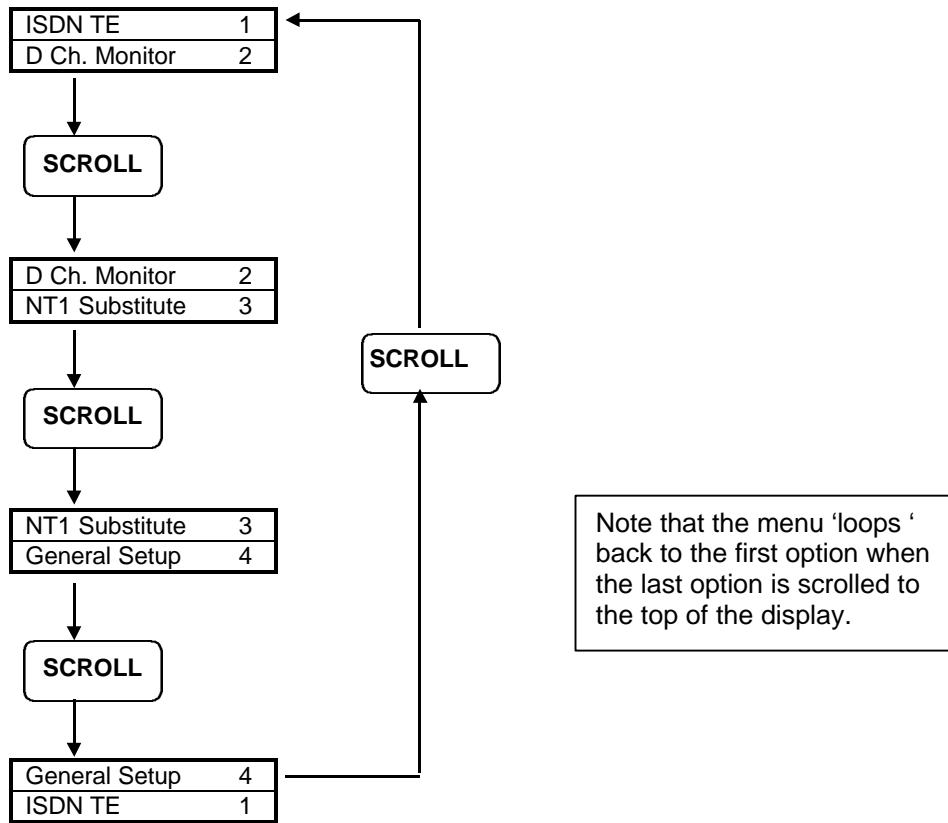 ISDN TE 1
D Ch. Monitor 2
SCROLL
D Ch. Monitor 2
NT1 Substitute 3
SCROLL
SCROLL
NT1 Substitute 3
General Setup 4
Note that the menu ‘loops ‘
back to the first option when
the last option is scrolled to
the top of the display.
SCROLL
General Setup 4
ISDN TE 1